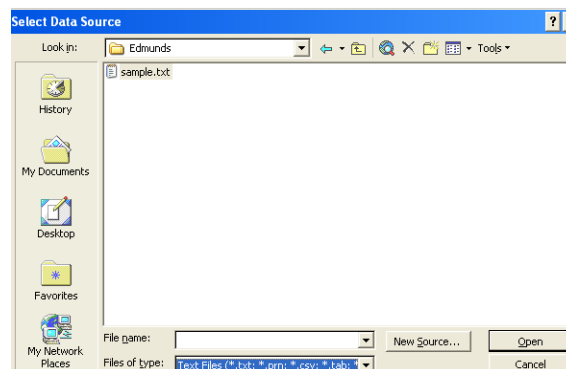 Select Data Source
Look in: Edmunds Tools
sample.txt
History
My Documents
Desktop
Favorites
My Network
Places
File name: New Source... Open
Files of type: Text Files (*.txt; *.prn; *.csv; *.tab; * Cancel